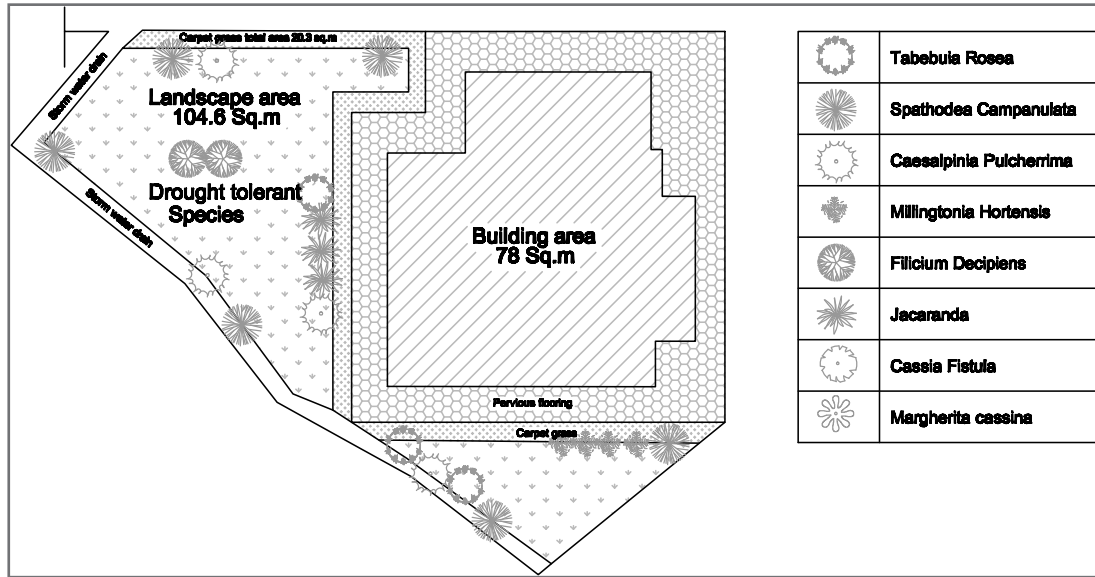 Carpet grass total area 20.3 sq.m
Storm water drain
Landscape area
104.6 Sq.m
Drought tolerant
Species
Storm water drain
Building area
78 Sq.m
Pervious flooring
Carpet grass
Tabebuia Rosea
Spathodea Campanulata
Caesalpinia Pulcherrima
Millingtonia Hortensis
Filicium Decipiens
Jacaranda
Cassia Fistula
Margherita cassina